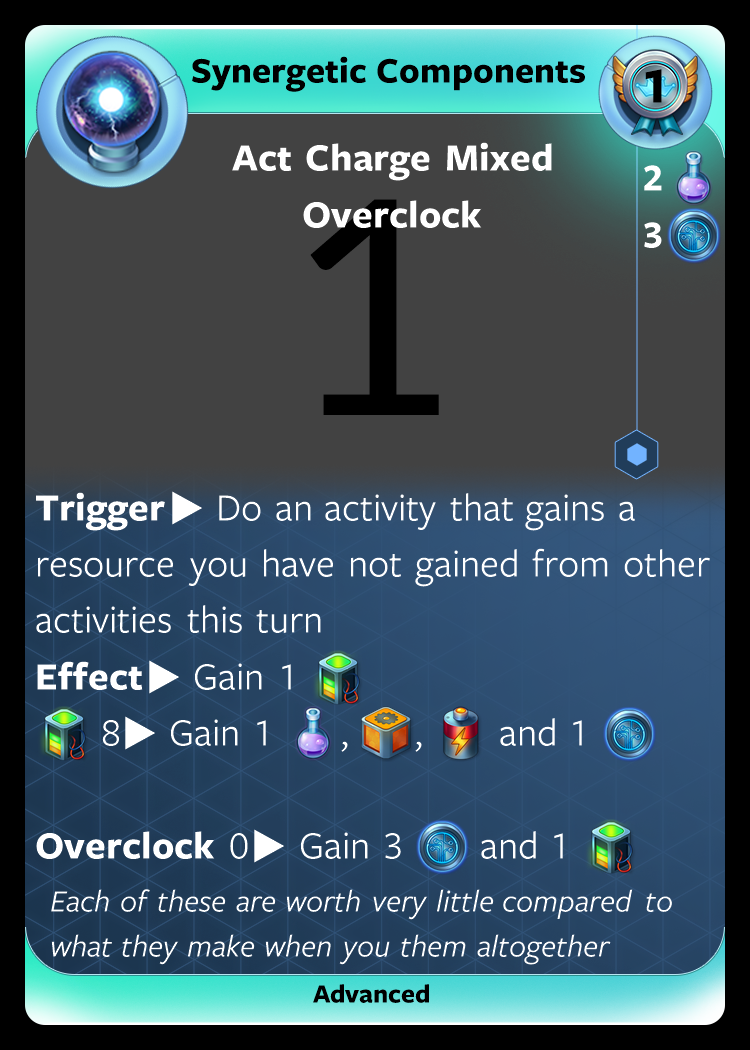 Synergetic Components
1
Act Charge Mixed
Overclock
2
3
1
Trigger▶ Do an activity that gains a
resource you have not gained from other
activities this turn
Effect▶ Gain 1
8▶ Gain 1 , , and 1
Overclock 0▶ Gain 3 and 1
Each of these are worth very little compared to
what they make when you them altogether
Advanced